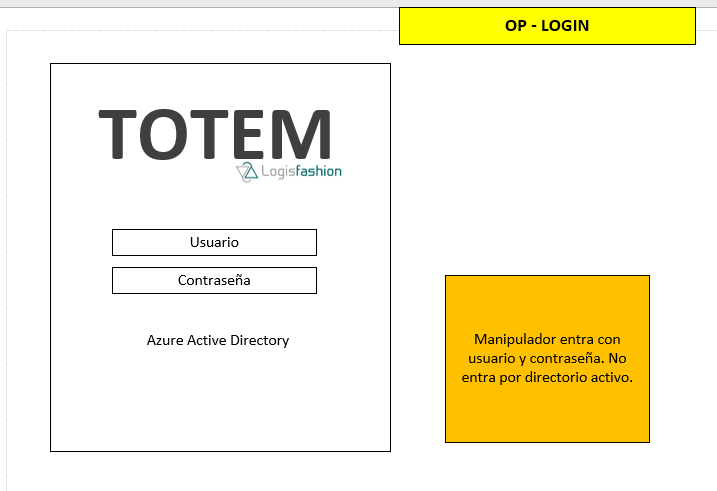 OP - LOGIN
TOTEM
Logisfashion
Usuario
Contraseña
Azure Active Directory
Manipulador entra con
usuario y contraseña. No
entra por directorio activo.